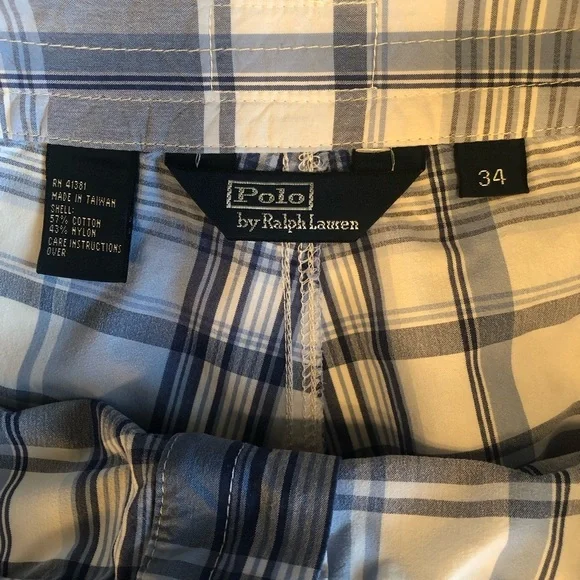 RN 41381
MADE IN TAIWAN
SHELL:
57% COTTON
43% NYLON
CARE INSTRUCTIONS
OVER
Polo
by Ralph Lauren
34